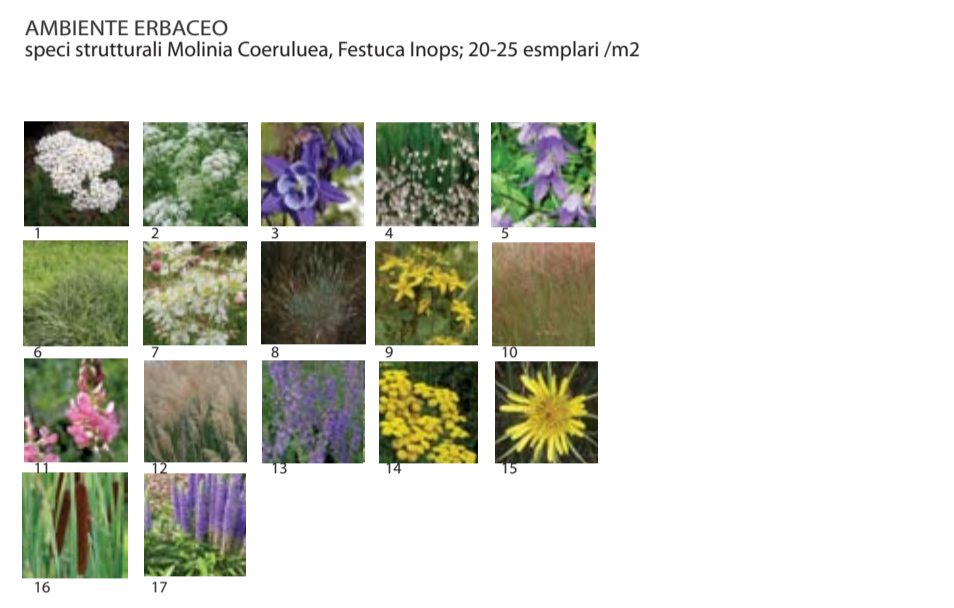 AMBIENTE ERBACEO
speci strutturali Molinia Coeruluea, Festuca Inops; 20-25 esmplari /m2
1 2 3 4 5
6 7 8 9 10
11 12 13 14 15
16 17